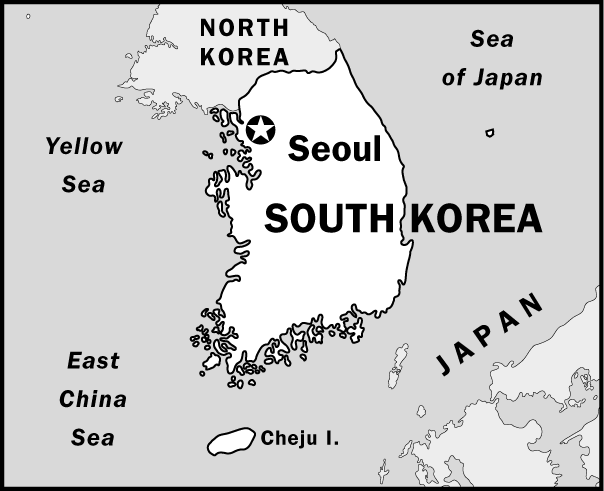 NORTH
KOREA
Sea
of Japan
Yellow
Sea
Seoul
SOUTH KOREA
JAPAN
East
China
Sea
Cheju I.